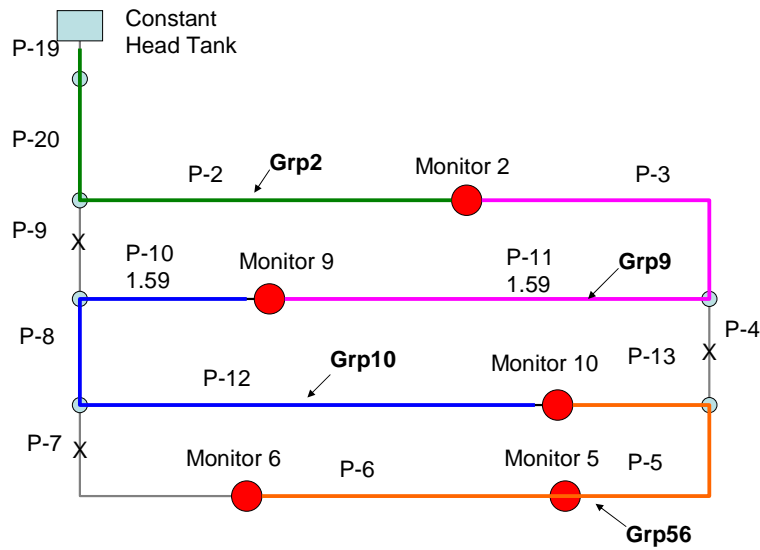 Constant
Head Tank
P-19
P-20
P-2
Grp2
Monitor 2
P-3
P-9
X
P-10
1.59
Monitor 9
P-11
1.59
Grp9
P-8
P-4
X
P-12
Grp10
Monitor 10
P-13
P-7
X
Monitor 6
P-6
Monitor 5
P-5
Grp56